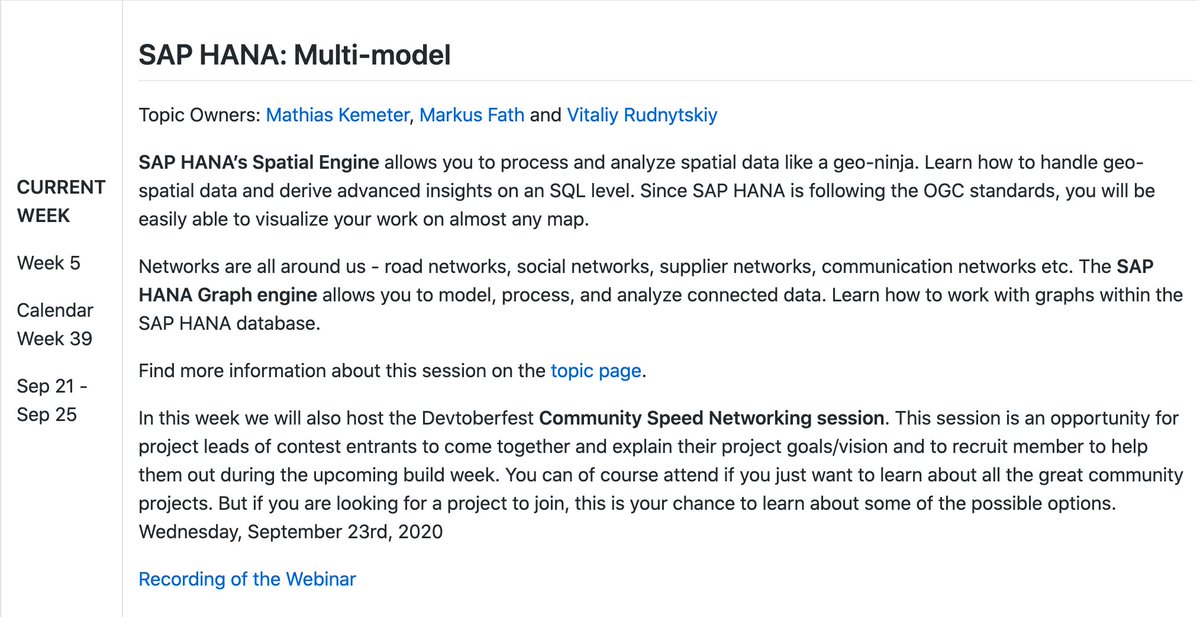 CURRENT
WEEK
Week 5
Calendar
Week 39
Sep 21 -
Sep 25
SAP HANA: Multi-model
Topic Owners: Mathias Kemeter, Markus Fath and Vitaliy Rudnytskiy
SAP HANA’s Spatial Engine allows you to process and analyze spatial data like a geo-ninja. Learn how to handle geo-
spatial data and derive advanced insights on an SQL level. Since SAP HANA is following the OGC standards, you will be
easily able to visualize your work on almost any map.
Networks are all around us - road networks, social networks, supplier networks, communication networks etc. The SAP
HANA Graph engine allows you to model, process, and analyze connected data. Learn how to work with graphs within the
SAP HANA database.
Find more information about this session on the topic page.
In this week we will also host the Devtoberfest Community Speed Networking session. This session is an opportunity for
project leads of contest entrants to come together and explain their project goals/vision and to recruit member to help
them out during the upcoming build week. You can of course attend if you just want to learn about all the great community
projects. But if you are looking for a project to join, this is your chance to learn about some of the possible options.
Wednesday, September 23rd, 2020
Recording of the Webinar